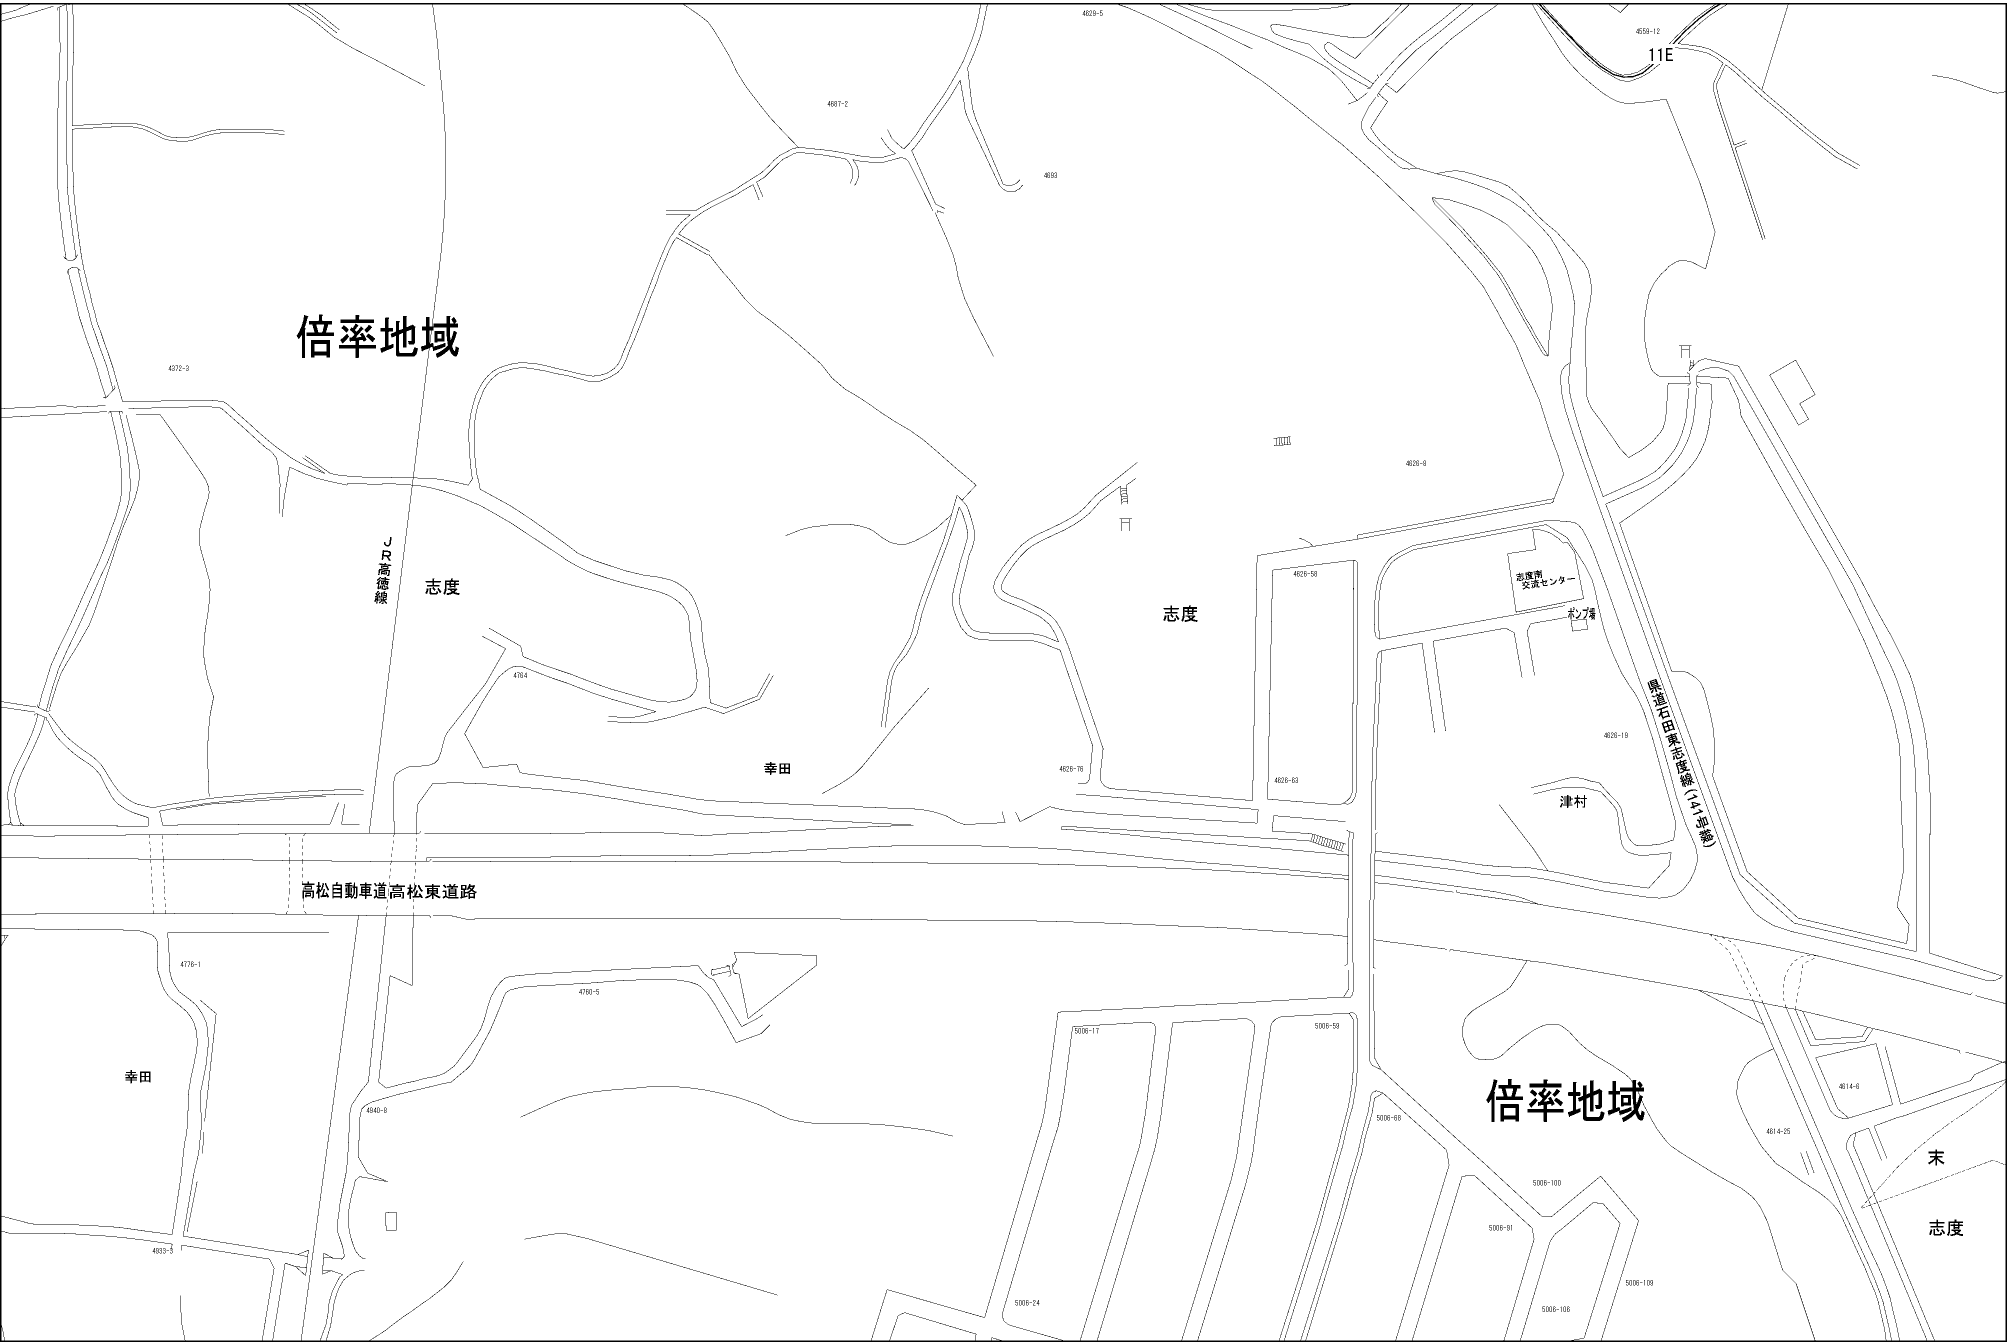 4629-5
4559-12
11E
4687-2
4693
倍率地域
4372-3
4626-8
JR高徳線
志度
志度
4626-58
志度南
交流センター
ポンプ場
4764
県道石田東志度線(141号線)
4626-19
幸田
4626-76
4626-63
津村
高松自動車道高松東道路
4776-1
4760-5
5006-17
5006-59
幸田
倍率地域
4614-6
4840-8
5006-68
4614-25
末
5006-100
5006-91
志度
4933-3
5006-109
5006-24
5006-106